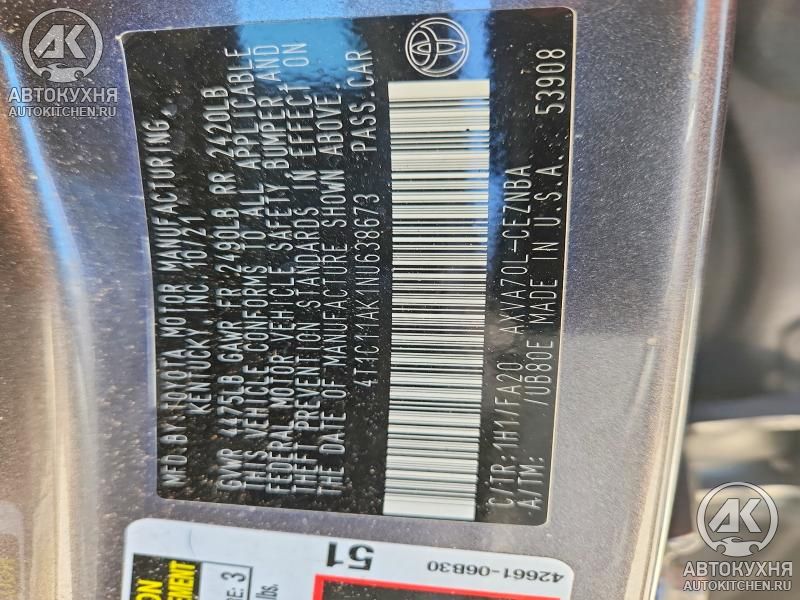 MFD.BY:TOYOTA MOTOR MANUFACTURING,
KENTUCKY, INC. 10/21
GVWR 4475LB GAWR FR 2490LB RR 2420LB
THIS VEHICLE CONFORMS TO ALL APPLICABLE
FEDERAL MOTOR VEHICLE SAFETY BUMPER AND
THEFT PREVENTION STANDARDS IN EFFECT ON
THE DATE OF MANUFACTURE SHOWN ABOVE.
4T1C11AK1NU638673 PASS.CAR
C/TR:1H1/FA20 AXVA70L-CEZNBA
A/TM: /UB80E MADE IN U.S.A. 53908
51
42661-06B30
lbs.
AK
АВТОКУХНЯ
AUTOKITCHEN.RU
AK
АВТОКУХНЯ
AUTOKITCHEN.RU